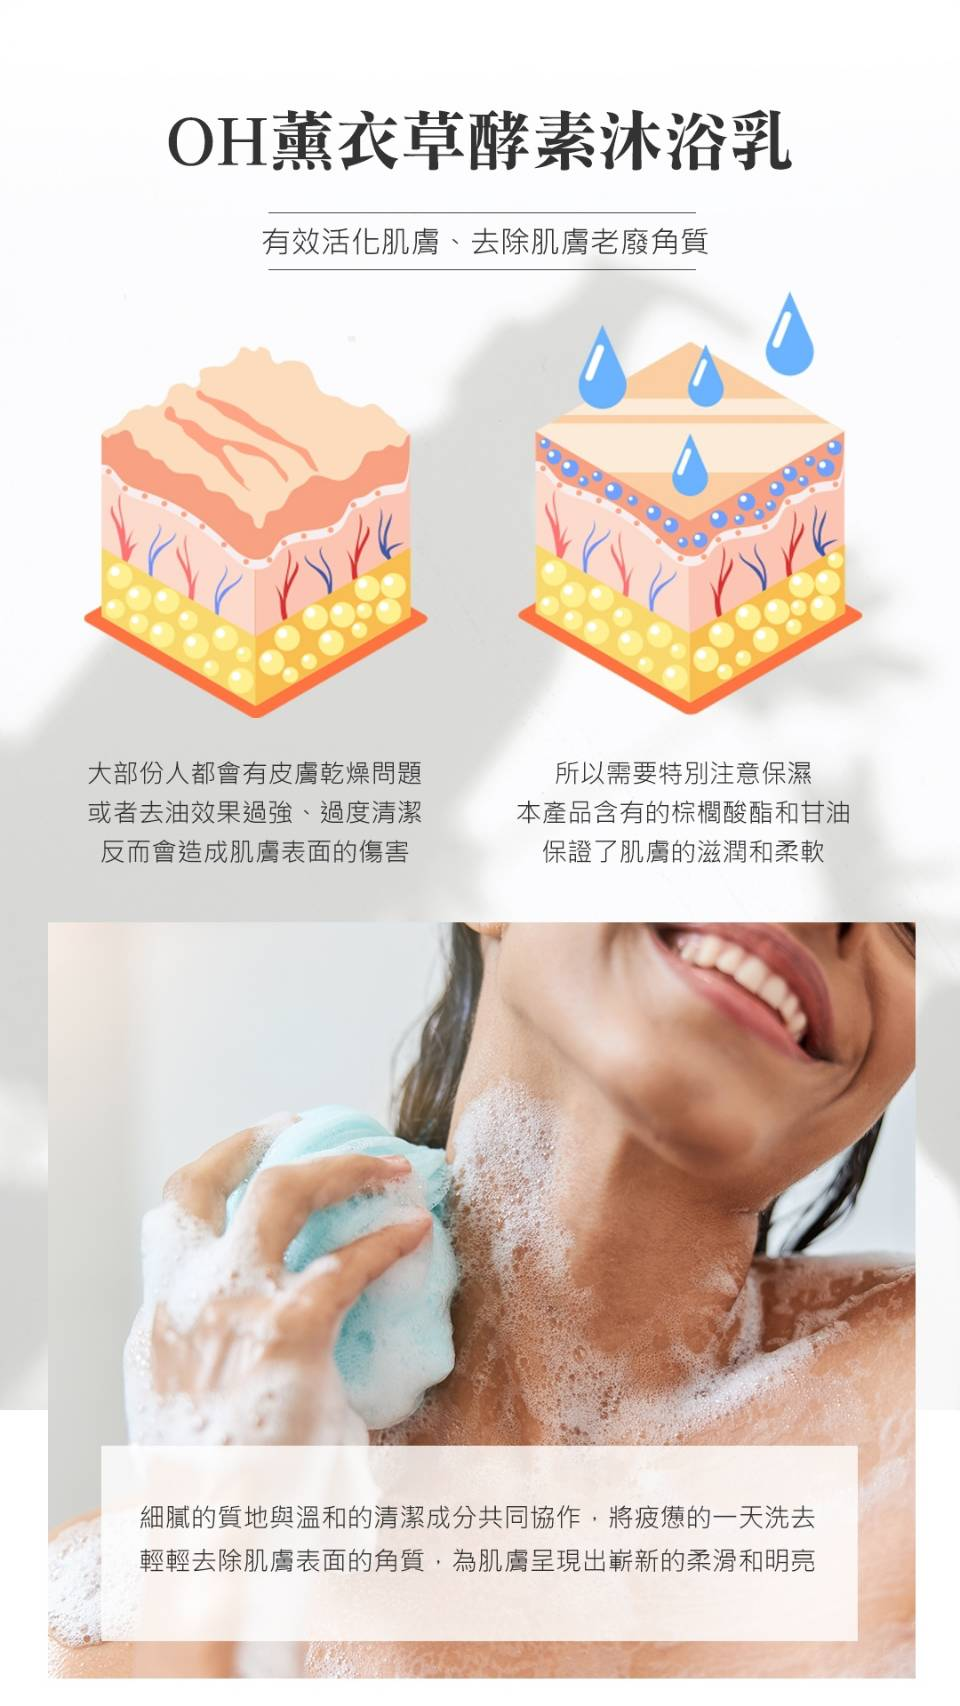 OH薰衣草酵素沐浴乳
有效活化肌膚、去除肌膚老廢角質
大部份人都會有皮膚乾燥問題
或者去油效果過強、過度清潔
反而會造成肌膚表面的傷害
所以需要特別注意保濕
本產品含有的棕櫚酸酯和甘油
保證了肌膚的滋潤和柔軟
細膩的質地與溫和的清潔成分共同協作，將疲憊的一天洗去
輕輕去除肌膚表面的角質，為肌膚呈現出嶄新的柔滑和明亮